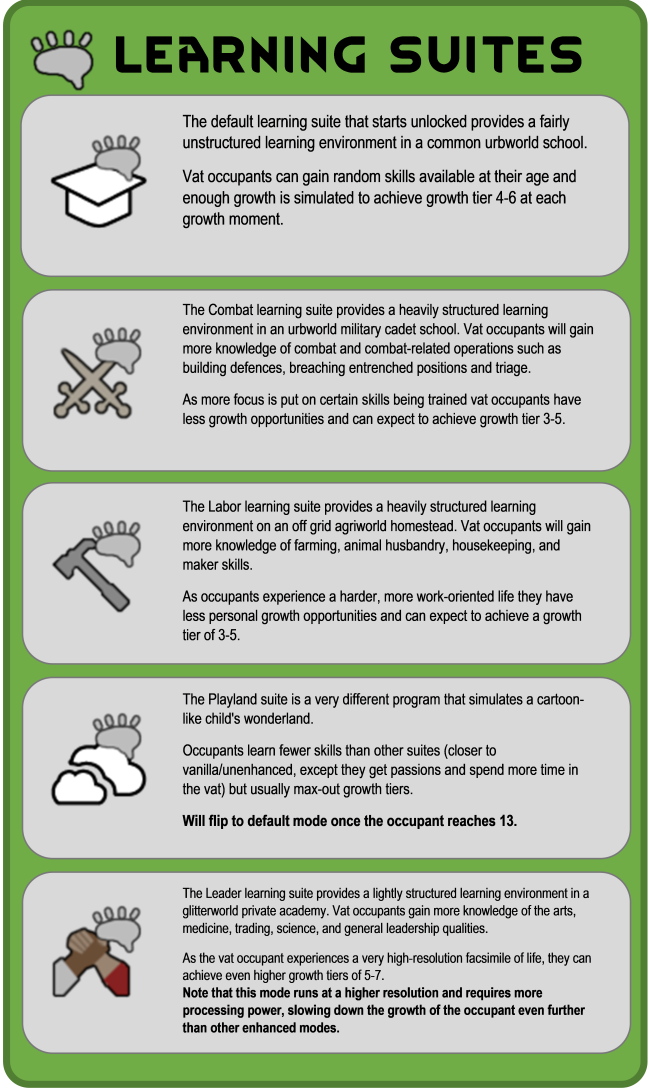 LEARNING SUITES
The default learning suite that starts unlocked provides a fairly
unstructured learning environment in a common urbworld school.
Vat occupants can gain random skills available at their age and
enough growth is simulated to achieve growth tier 4-6 at each
growth moment.
The Combat learning suite provides a heavily structured learning
environment in an urbworld military cadet school. Vat occupants will gain
more knowledge of combat and combat-related operations such as
building defences, breaching entrenched positions and triage.
As more focus is put on certain skills being trained vat occupants have
less growth opportunities and can expect to achieve growth tier 3-5.
The Labor learning suite provides a heavily structured learning
environment on an off grid agriworld homestead. Vat occupants will gain
more knowledge of farming, animal husbandry, housekeeping, and
maker skills.
As occupants experience a harder, more work-oriented life they have
less personal growth opportunities and can expect to achieve a growth
tier of 3-5.
The Playland suite is a very different program that simulates a cartoon-
like child's wonderland.
Occupants learn fewer skills than other suites (closer to
vanilla/unenhanced, except they get passions and spend more time in
the vat) but usually max-out growth tiers.
Will flip to default mode once the occupant reaches 13.
The Leader learning suite provides a lightly structured learning environment in a
glitterworld private academy. Vat occupants gain more knowledge of the arts,
medicine, trading, science, and general leadership qualities.
As the vat occupant experiences a very high-resolution facsimile of life, they can
achieve even higher growth tiers of 5-7.
Note that this mode runs at a higher resolution and requires more
processing power, slowing down the growth of the occupant even further
than other enhanced modes.